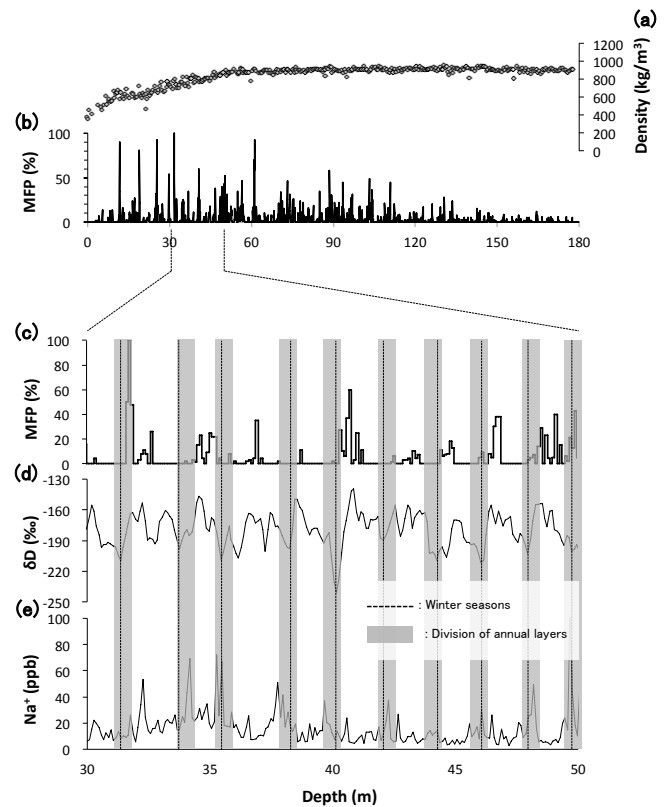 (a)
1200
1000
800
600
400
200
0
Density (kg/m³)
(b)
100
50
0
MFP (%)
0 30 60 90 120 150 180
(c)
100
80
60
40
20
0
MFP (%)
(d)
-130
-160
-190
-220
-250
δD (‰)
---------- : Winter seasons
: Division of annual layers
(e)
100
80
60
40
20
0
Na⁺ (ppb)
30 35 40 45 50
Depth (m)